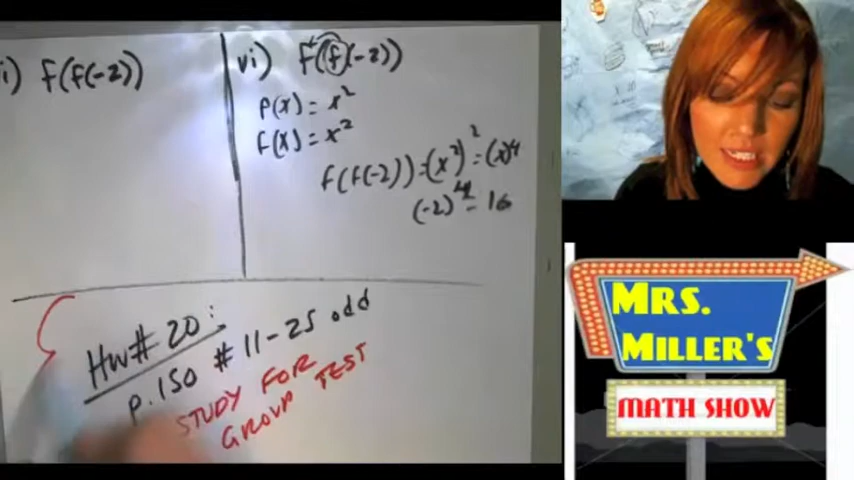 i) f(f(-2))
vi) f(f(-2))
p(x) = x²
f(x) = x²
f(f(-2)) = (x²)² = (x)⁴
(-2)⁴ = 16
HW# 20:
p.150 # 11-25 odd
STUDY FOR
GROUP TEST
MRS.
MILLER'S
MATH SHOW